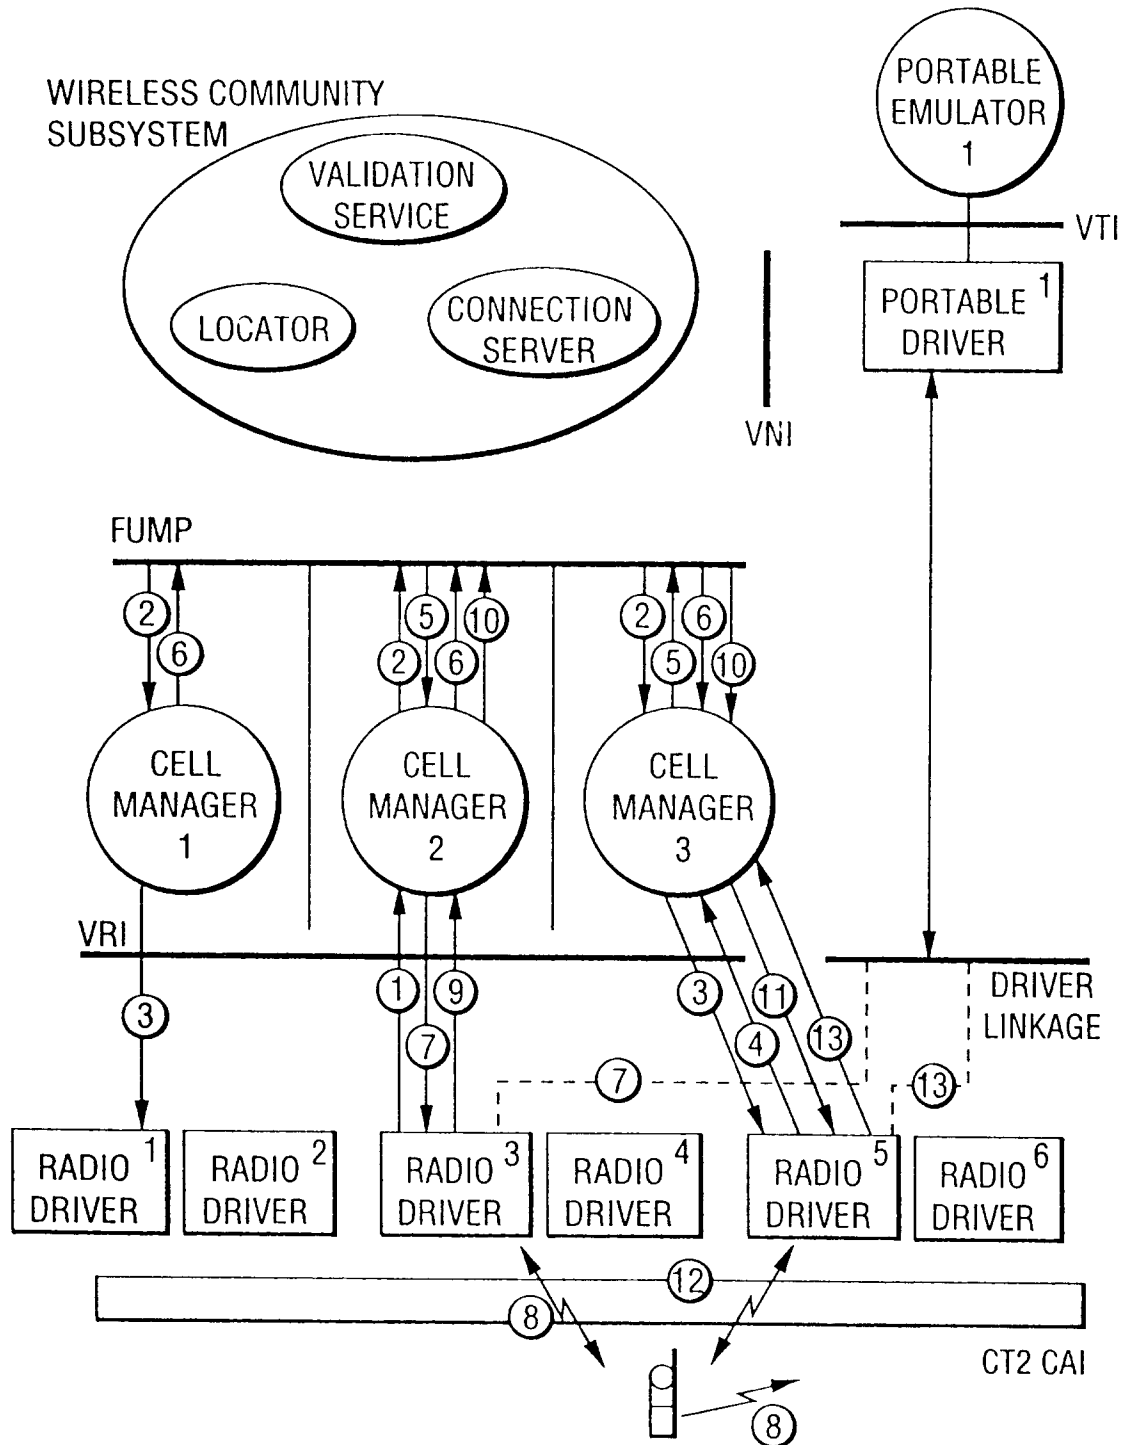 PORTABLE
EMULATOR
1
WIRELESS COMMUNITY
SUBSYSTEM
VALIDATION
SERVICE
VTI
1
PORTABLE
DRIVER
LOCATOR
CONNECTION
SERVER
VNI
FUMP
2
6
5
2
6
10
2
5
6
10
CELL
MANAGER
1
CELL
MANAGER
2
CELL
MANAGER
3
VRI
DRIVER
LINKAGE
3
1
7
9
3
4
11
13
7
13
1
RADIO
DRIVER
2
RADIO
DRIVER
3
RADIO
DRIVER
4
RADIO
DRIVER
5
RADIO
DRIVER
6
RADIO
DRIVER
12
8
CT2 CAI
8